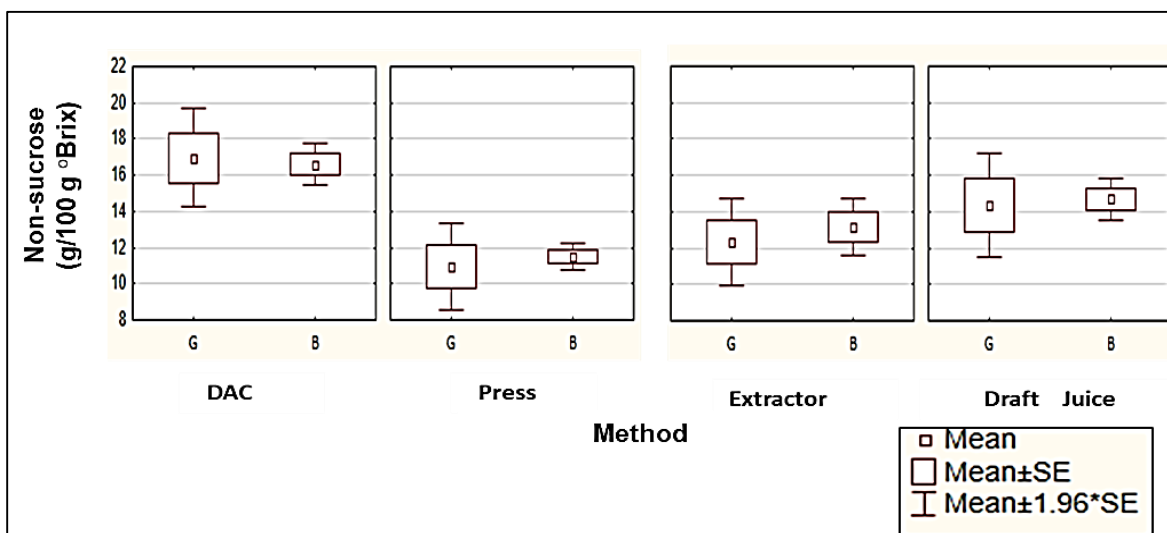 Non-sucrose
(g/100 g °Brix)
22
20
18
16
14
12
10
8
G B G B G B G B
DAC Press Extractor Draft Juice
Method
Mean
Mean±SE
Mean±1.96*SE